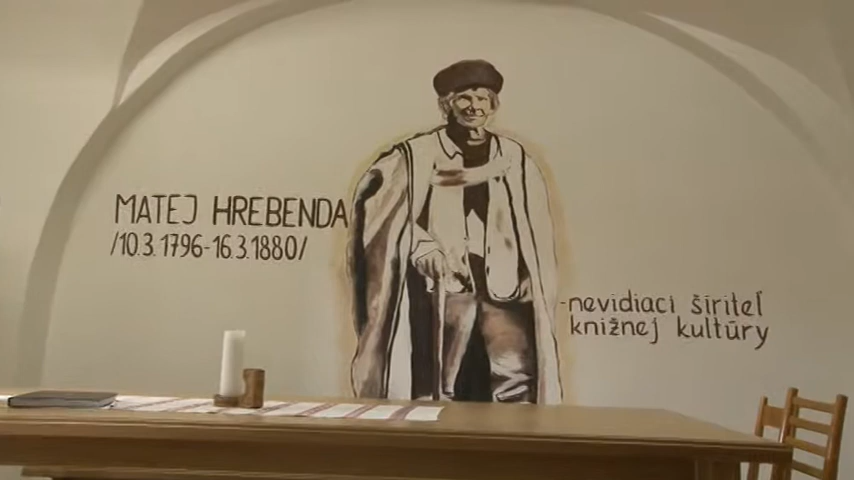 MATEJ HREBENDA
/10.3.1796-16.3.1880/
-nevidiaci šíriteľ
knižnej kultúry